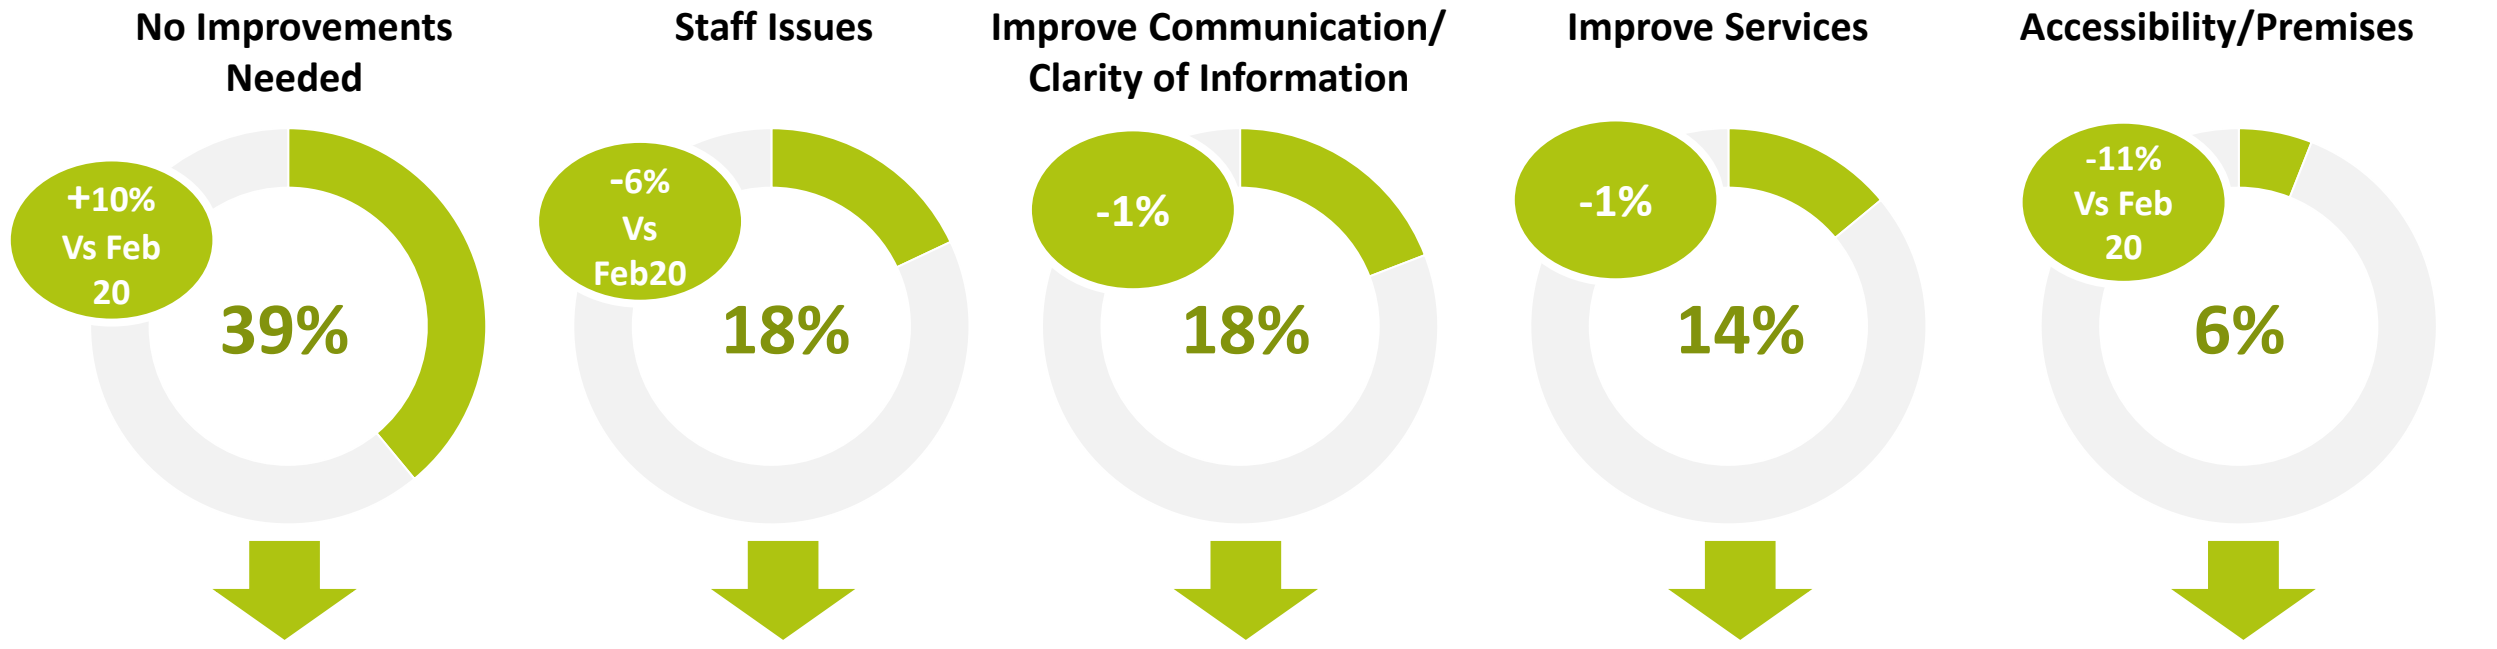 No Improvements
Needed
Staff Issues
Improve Communication/
Clarity of Information
Improve Services
Accessibility/Premises
+10%
Vs Feb
20
39%
-6%
Vs
Feb20
18%
-1%
18%
-1%
14%
-11%
Vs Feb
20
6%